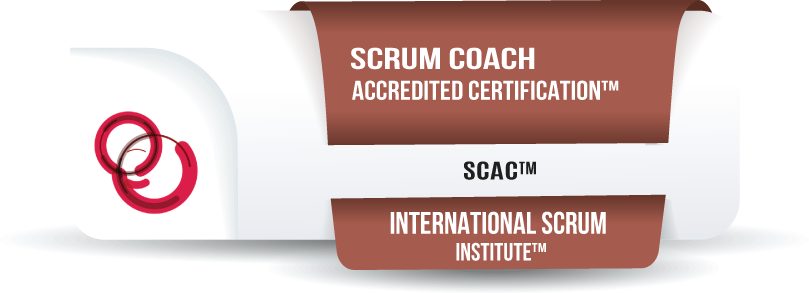 SCRUM COACH
ACCREDITED CERTIFICATION™
SCAC™
INTERNATIONAL SCRUM
INSTITUTE™